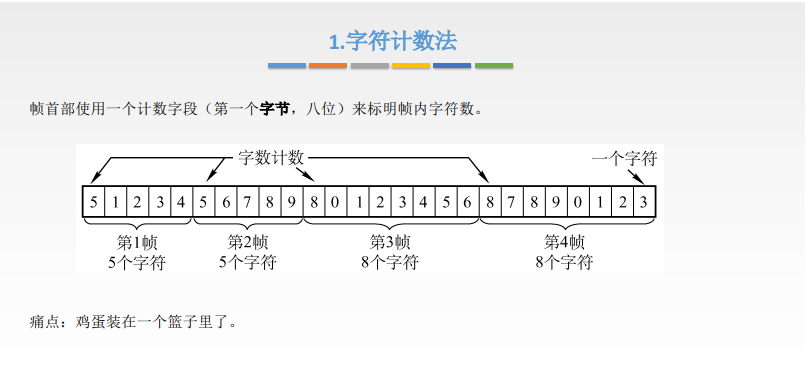 1.字符计数法
帧首部使用一个计数字段（第一个字节，八位）来标明帧内字符数。
字数计数 一个字符
5 1 2 3 4 5 6 7 8 9 8 0 1 2 3 4 5 6 8 7 8 9 0 1 2 3
第1帧 第2帧 第3帧 第4帧
5个字符 5个字符 8个字符 8个字符
痛点：鸡蛋装在一个篮子里了。